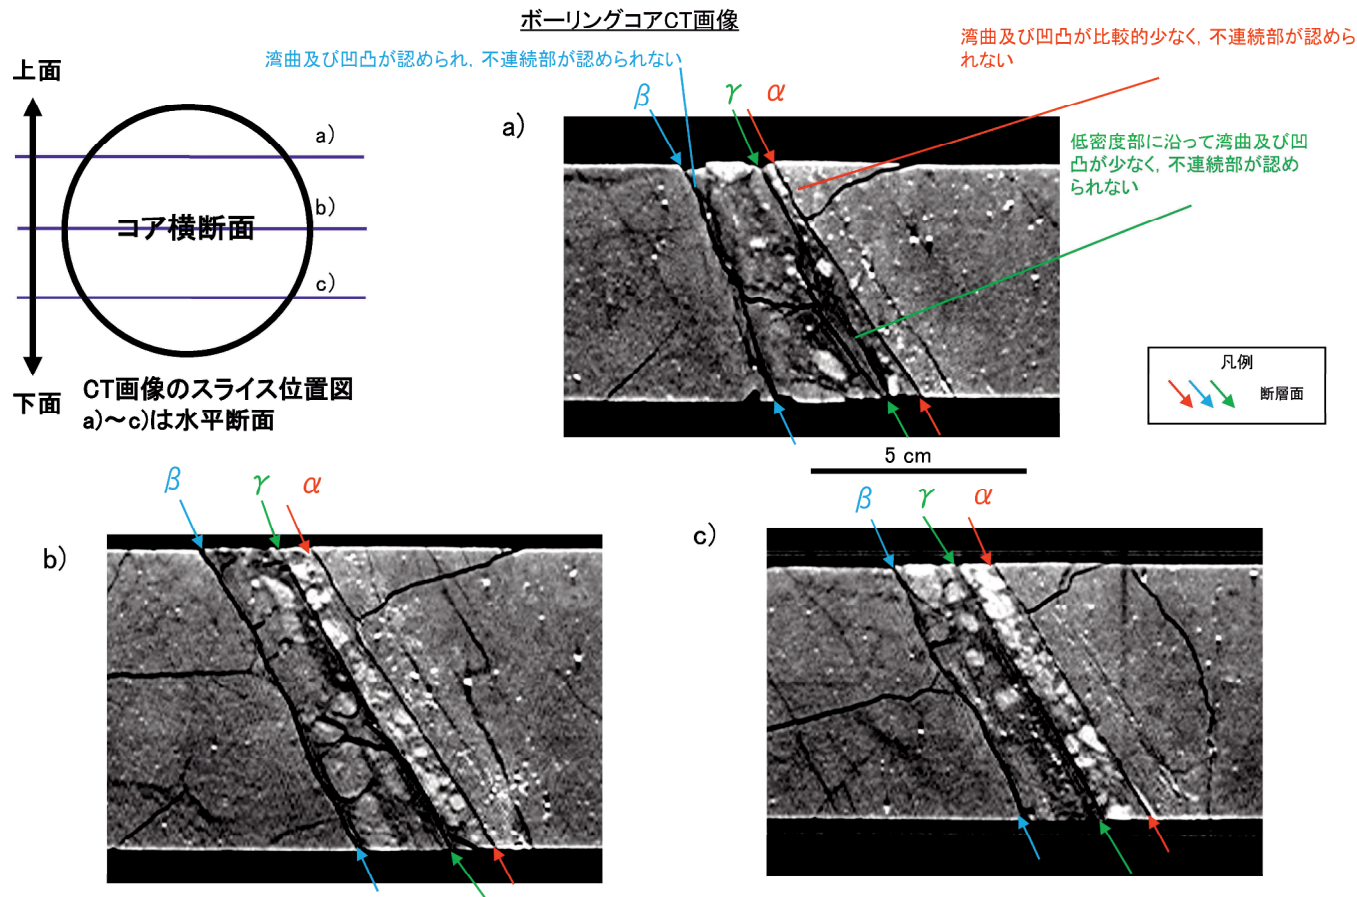 ボーリングコアCT画像
湾曲及び凹凸が認められ，不連続部が認められない
湾曲及び凹凸が比較的少なく，不連続部が認めら
れない
低密度部に沿って湾曲及び凹
凸が少なく，不連続部が認め
られない
上面
a)
b)
コア横断面
c)
下面
CT画像のスライス位置図
a)～c)は水平断面
a)
β
γ
α
凡例
断層面
5 cm
b)
β
γ
α
c)
β
γ
α